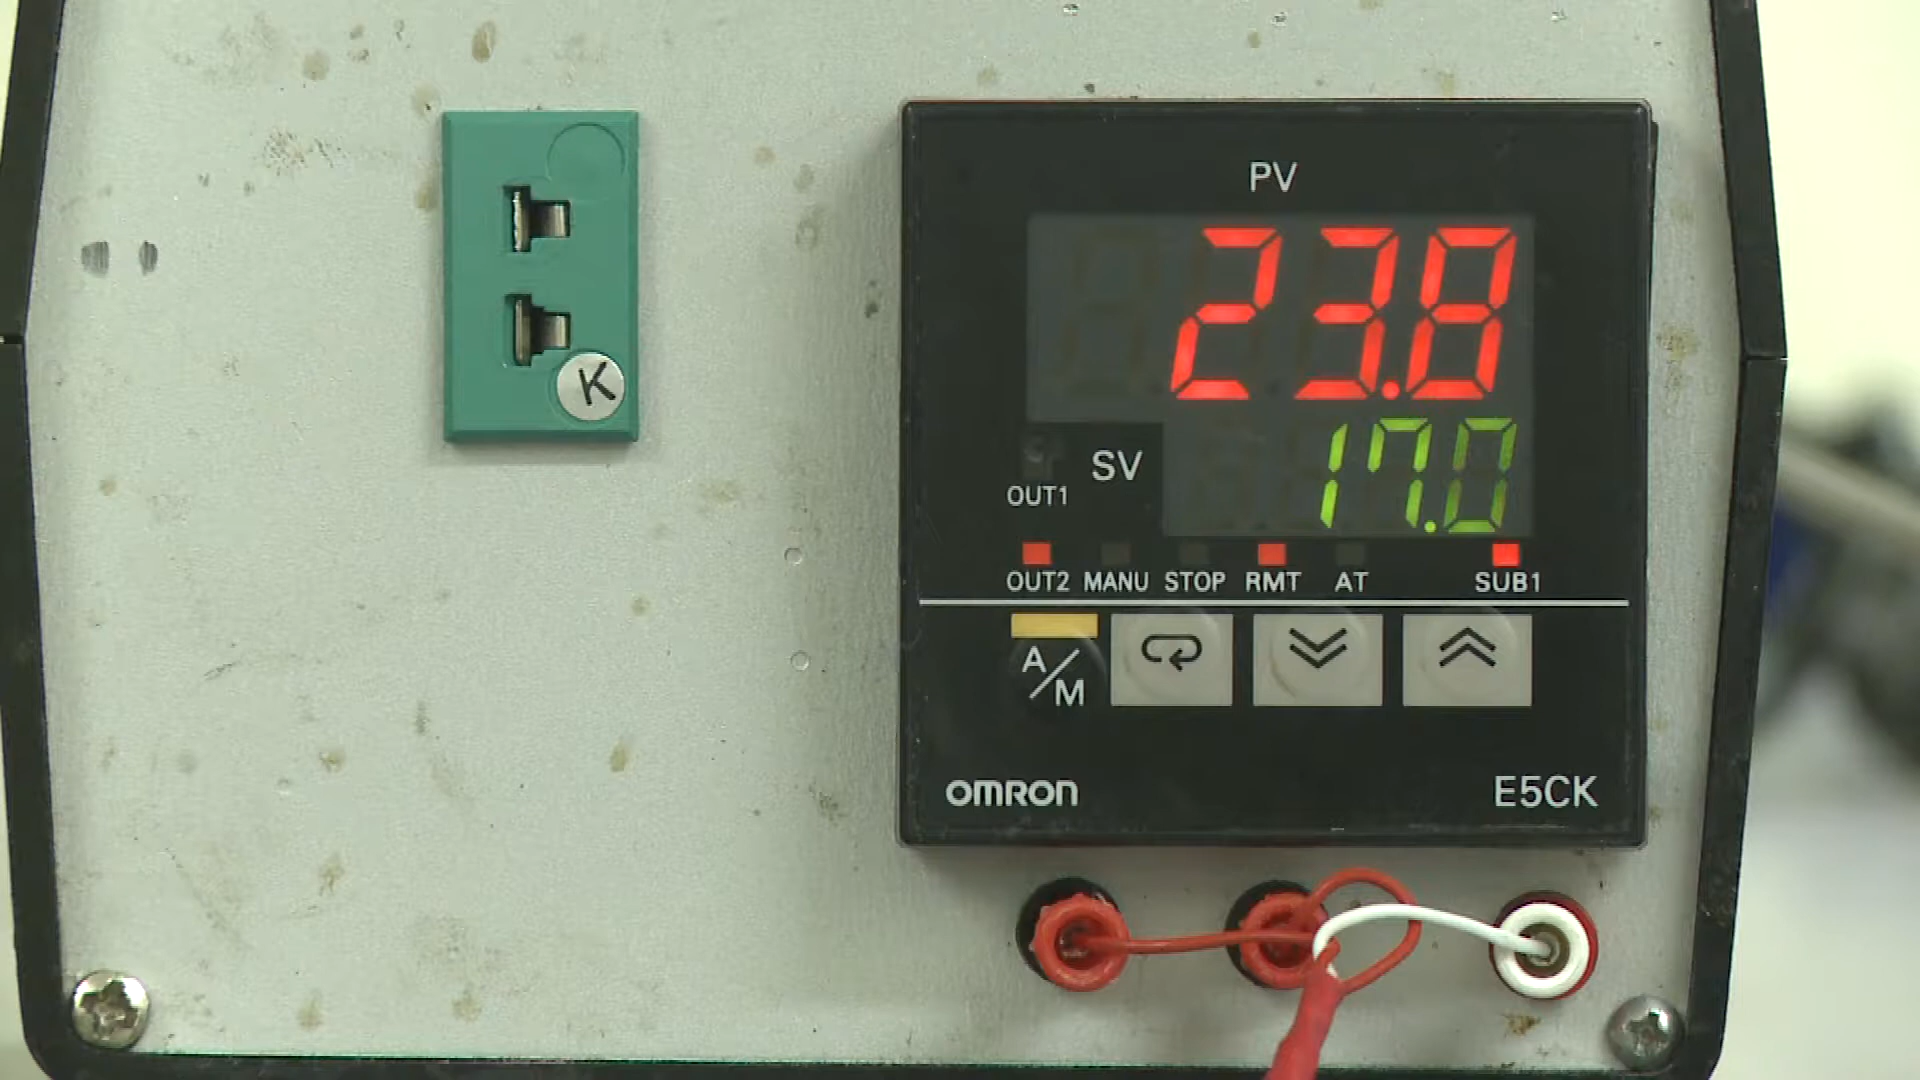 PV
23.8
K
17.0
SV
OUT1
OUT2 MANU STOP RMT AT SUB1
A/M
OMRON
E5CK